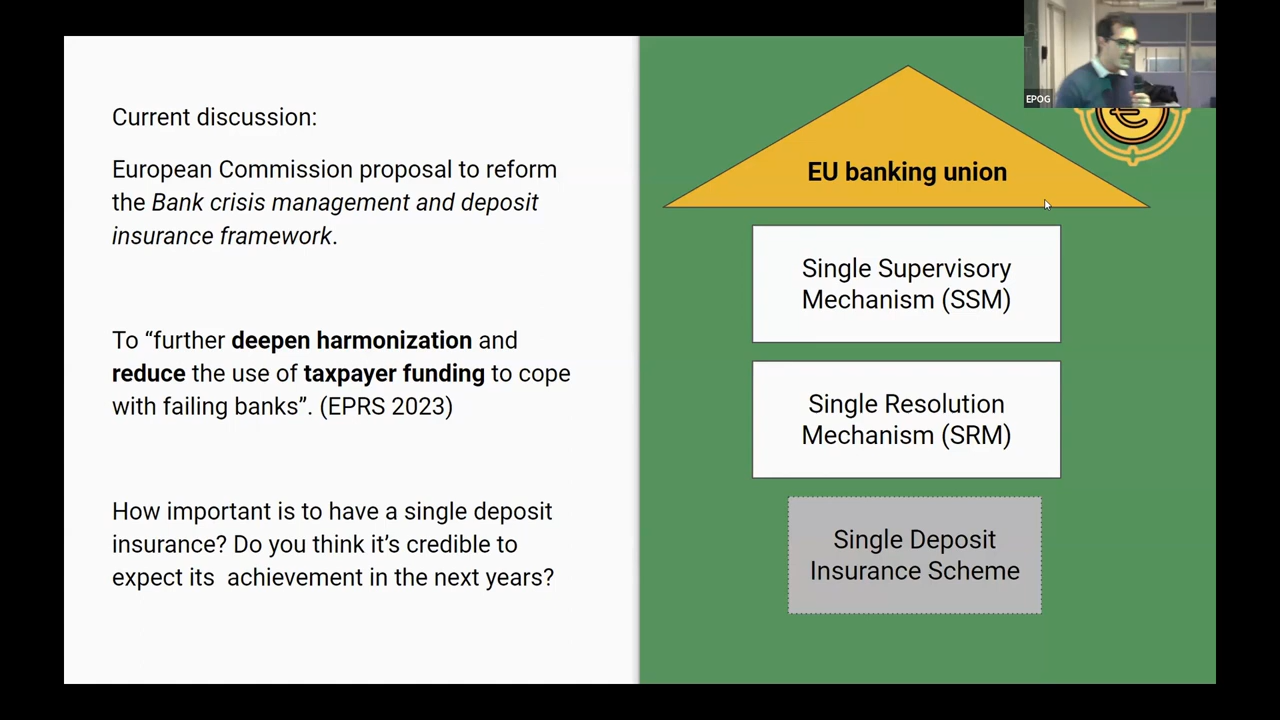 Current discussion:
European Commission proposal to reform
the Bank crisis management and deposit
insurance framework.
To “further deepen harmonization and
reduce the use of taxpayer funding to cope
with failing banks”. (EPRS 2023)
How important is to have a single deposit
insurance? Do you think it’s credible to
expect its  achievement in the next years?
EPOG
EU banking union
Single Supervisory
Mechanism (SSM)
Single Resolution
Mechanism (SRM)
Single Deposit
Insurance Scheme